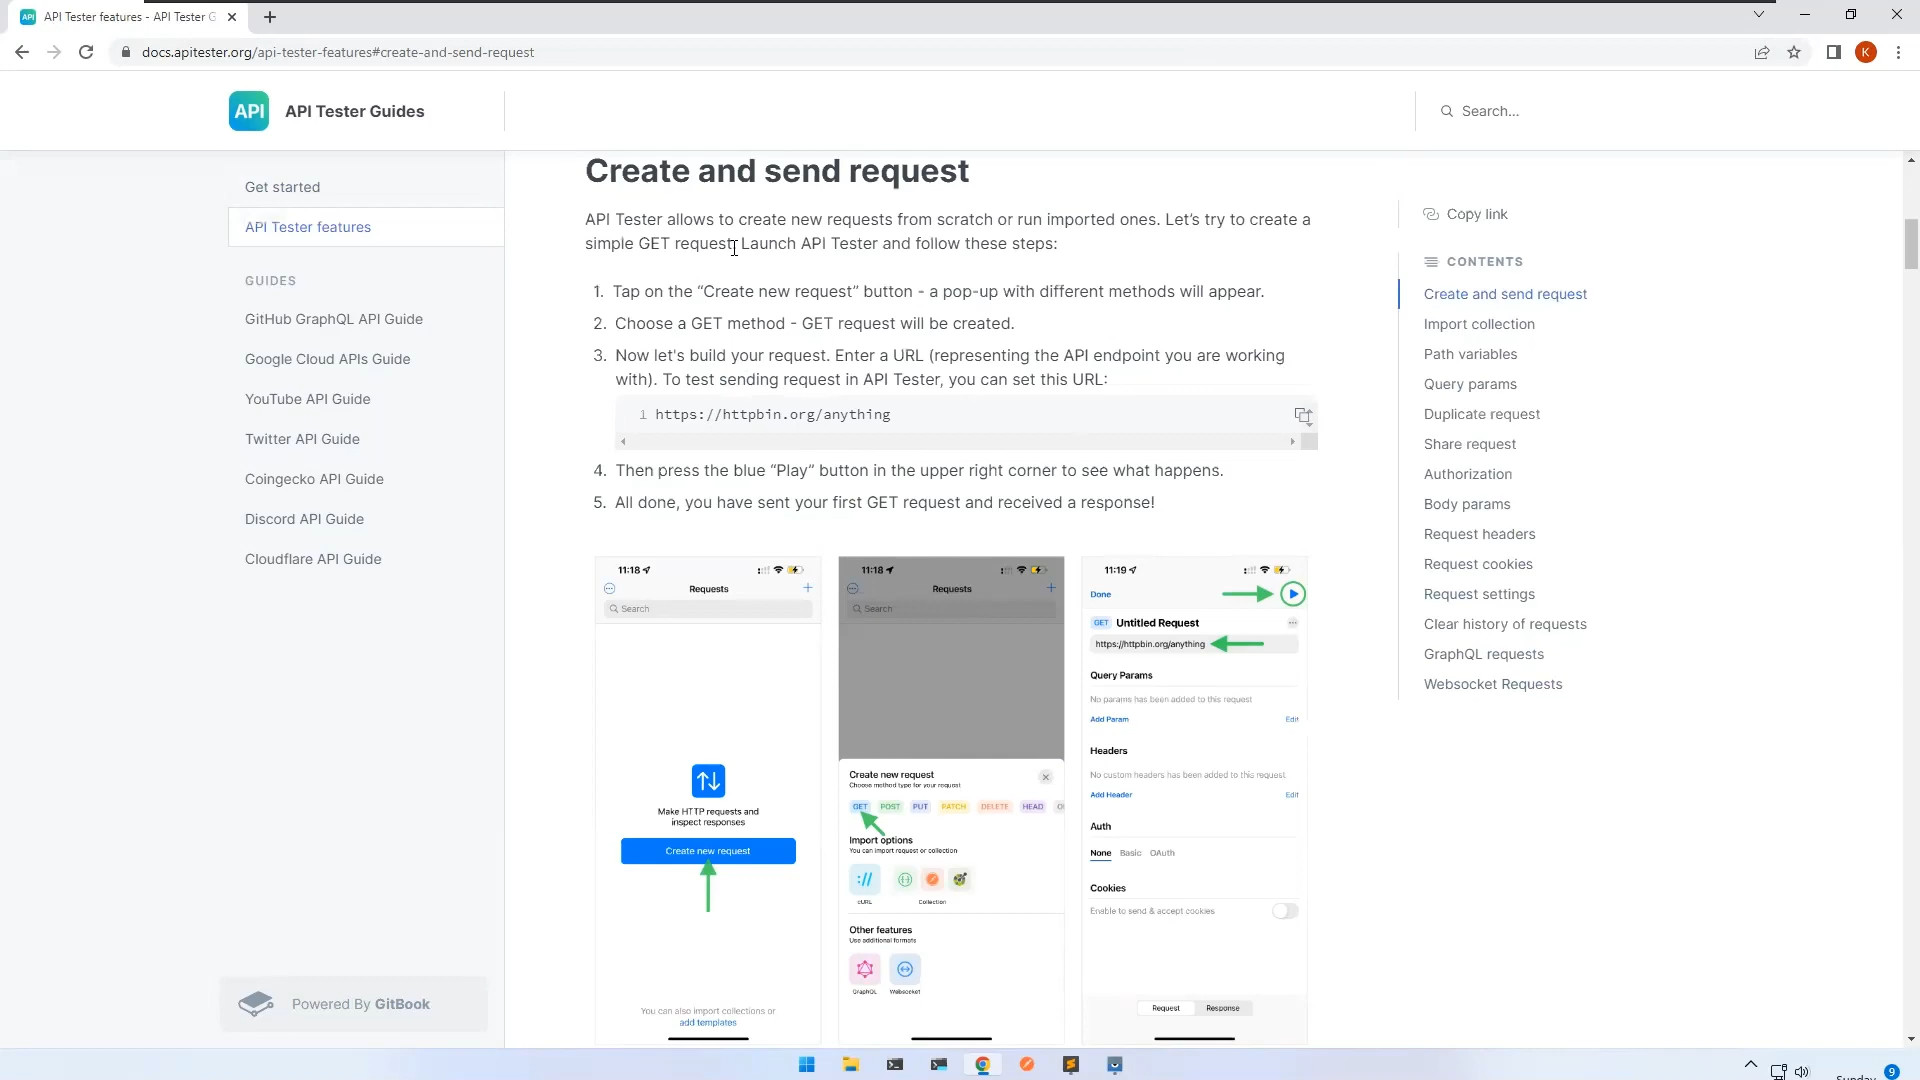 API Tester features - API Tester G
docs.apitester.org/api-tester-features#create-and-send-request
K
API
API Tester Guides
Search...
Get started
API Tester features
GUIDES
GitHub GraphQL API Guide
Google Cloud APIs Guide
YouTube API Guide
Twitter API Guide
Coingecko API Guide
Discord API Guide
Cloudflare API Guide
Powered By GitBook
Create and send request
API Tester allows to create new requests from scratch or run imported ones. Let’s try to create a
simple GET request. Launch API Tester and follow these steps:
1. Tap on the “Create new request” button - a pop-up with different methods will appear.
2. Choose a GET method - GET request will be created.
3. Now let's build your request. Enter a URL (representing the API endpoint you are working
with). To test sending request in API Tester, you can set this URL:
1 https://httpbin.org/anything
4. Then press the blue “Play” button in the upper right corner to see what happens.
5. All done, you have sent your first GET request and received a response!
11:18
Requests
Search
Make HTTP requests and
inspect responses
Create new request
You can also import collections or
add templates
11:18
Requests
Search
Create new request
Choose method type for your request
GET POST PUT PATCH DELETE HEAD
Import options
You can import request or collection
cURL Collection
Other features
Use additional formats
GraphQL Websocket
11:19
Done
GET Untitled Request
https://httpbin.org/anything
Query Params
No params has been added to this request
Add Param Edit
Headers
No custom headers has been added to this request
Add Header Edit
Auth
None Basic OAuth
Cookies
Enable to send & accept cookies
Request Response
Copy link
CONTENTS
Create and send request
Import collection
Path variables
Query params
Duplicate request
Share request
Authorization
Body params
Request headers
Request cookies
Request settings
Clear history of requests
GraphQL requests
Websocket Requests
Sunday
9